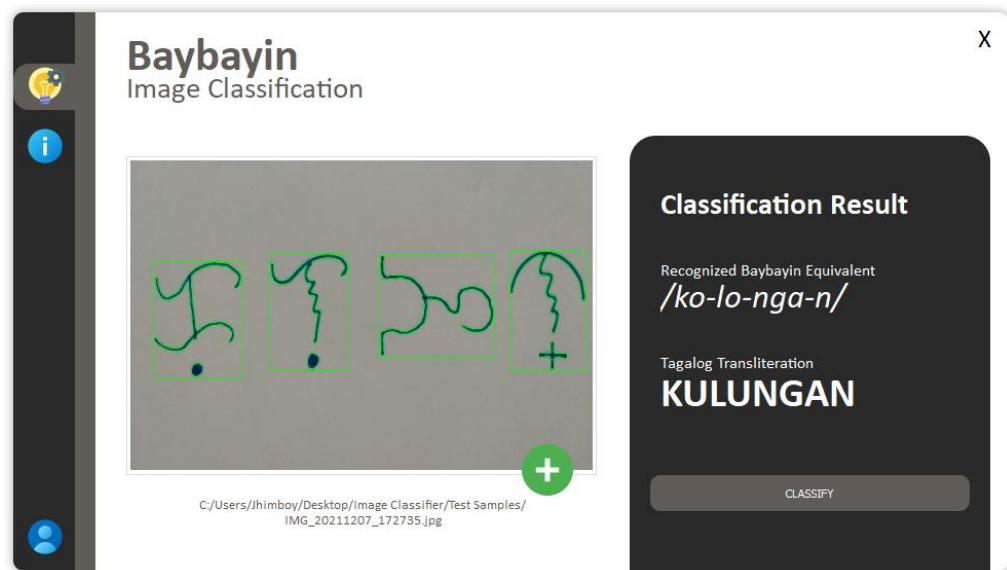 X
Baybayin
Image Classification
ᜃᜓᜎᜓᜅᜈ᜔
C:/Users/Jhimboy/Desktop/Image Classifier/Test Samples/
IMG_20211207_172735.jpg
Classification Result
Recognized Baybayin Equivalent
/ko-lo-nga-n/
Tagalog Transliteration
KULUNGAN
CLASSIFY